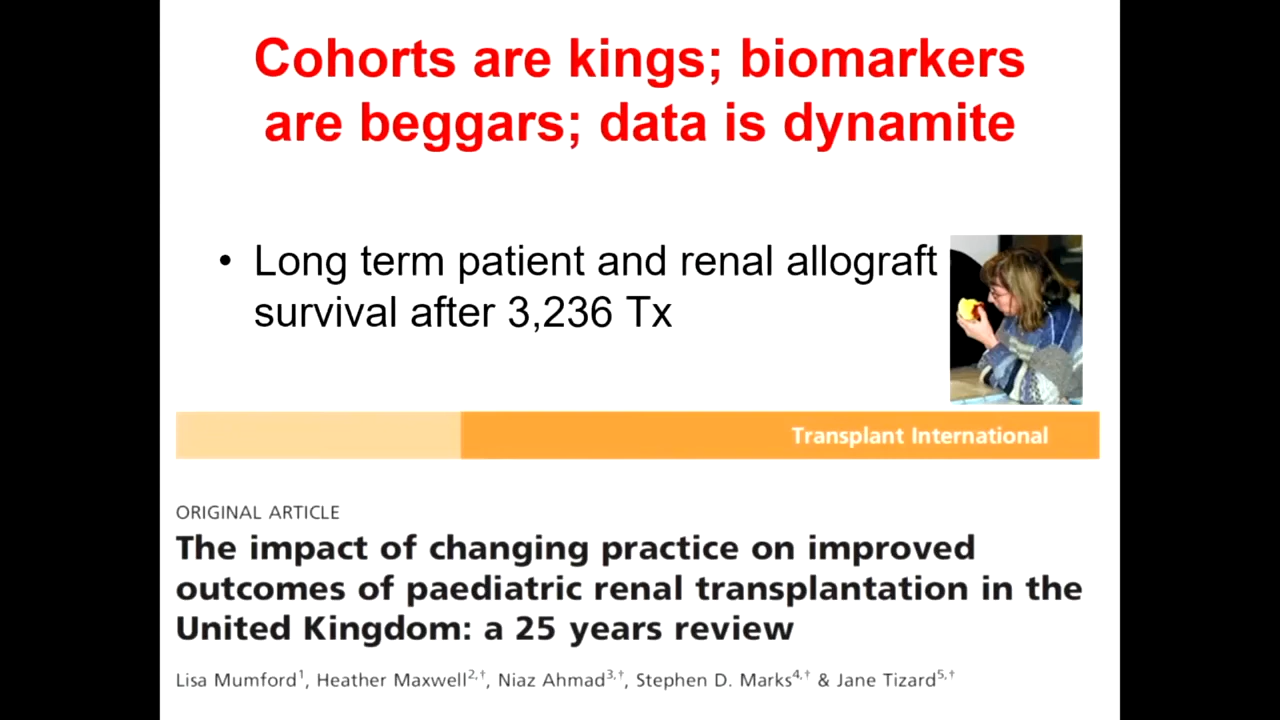 Cohorts are kings; biomarkers
are beggars; data is dynamite
• Long term patient and renal allograft
survival after 3,236 Tx
Transplant International
ORIGINAL ARTICLE
The impact of changing practice on improved
outcomes of paediatric renal transplantation in the
United Kingdom: a 25 years review
Lisa Mumford¹, Heather Maxwell²,†, Niaz Ahmad³,†, Stephen D. Marks⁴,† & Jane Tizard⁵,†